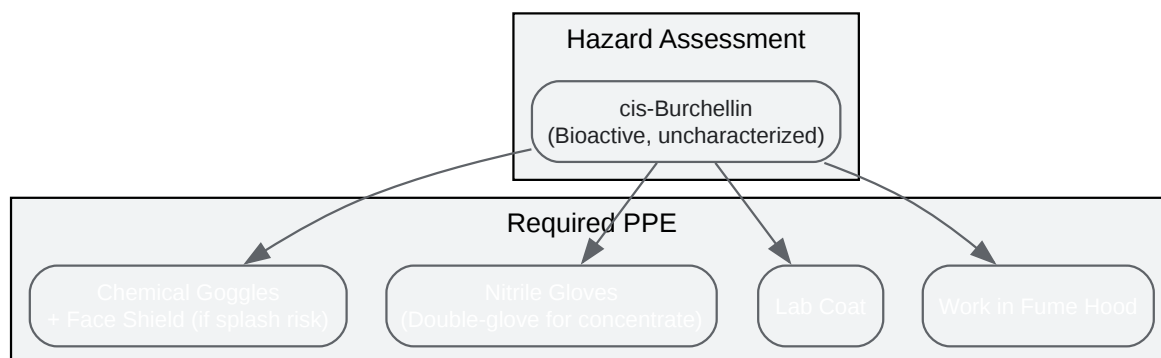 Hazard Assessment
cis-Burchellin
(Bioactive, uncharacterized)
Required PPE
Chemical Goggles
+ Face Shield (if splash risk)
Nitrile Gloves
(Double-glove for concentrate)
Lab Coat
Work in Fume Hood